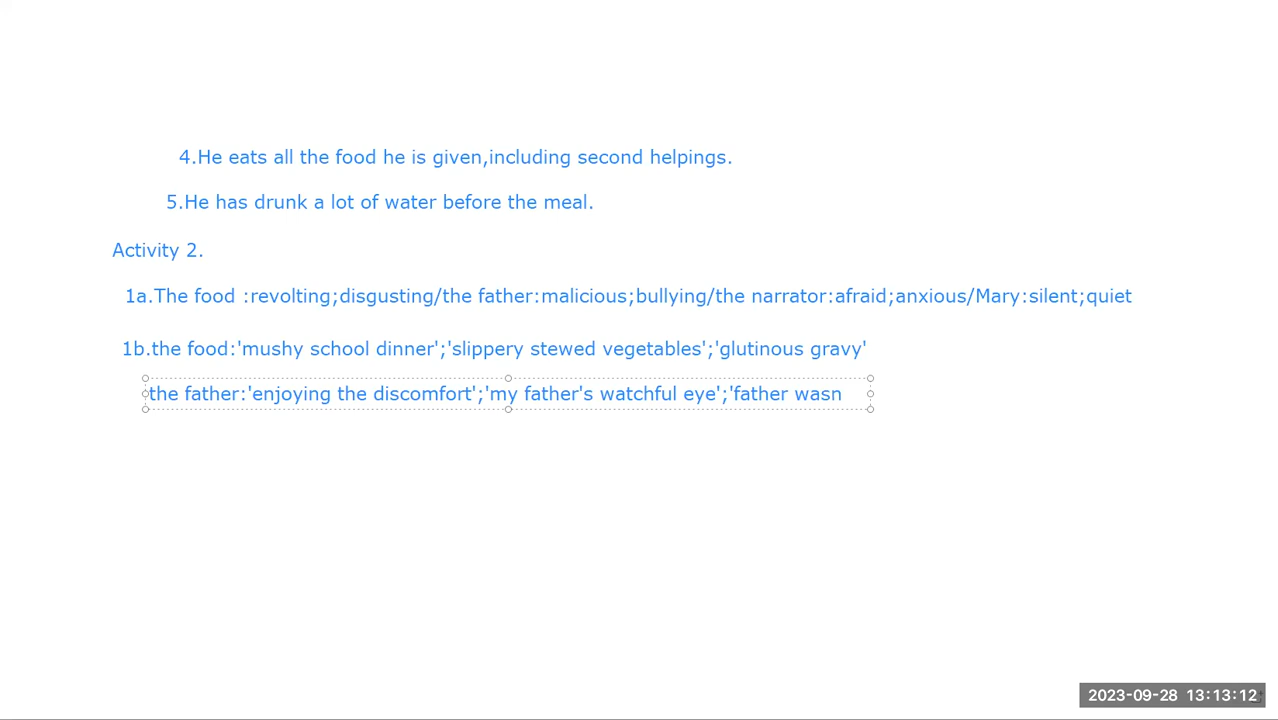 4.He eats all the food he is given,including second helpings.
5.He has drunk a lot of water before the meal.
Activity 2.
1a.The food :revolting;disgusting/the father:malicious;bullying/the narrator:afraid;anxious/Mary:silent;quiet
1b.the food:'mushy school dinner';'slippery stewed vegetables';'glutinous gravy'
the father:'enjoying the discomfort';'my father's watchful eye';'father wasn
2023-09-28 13:13:12